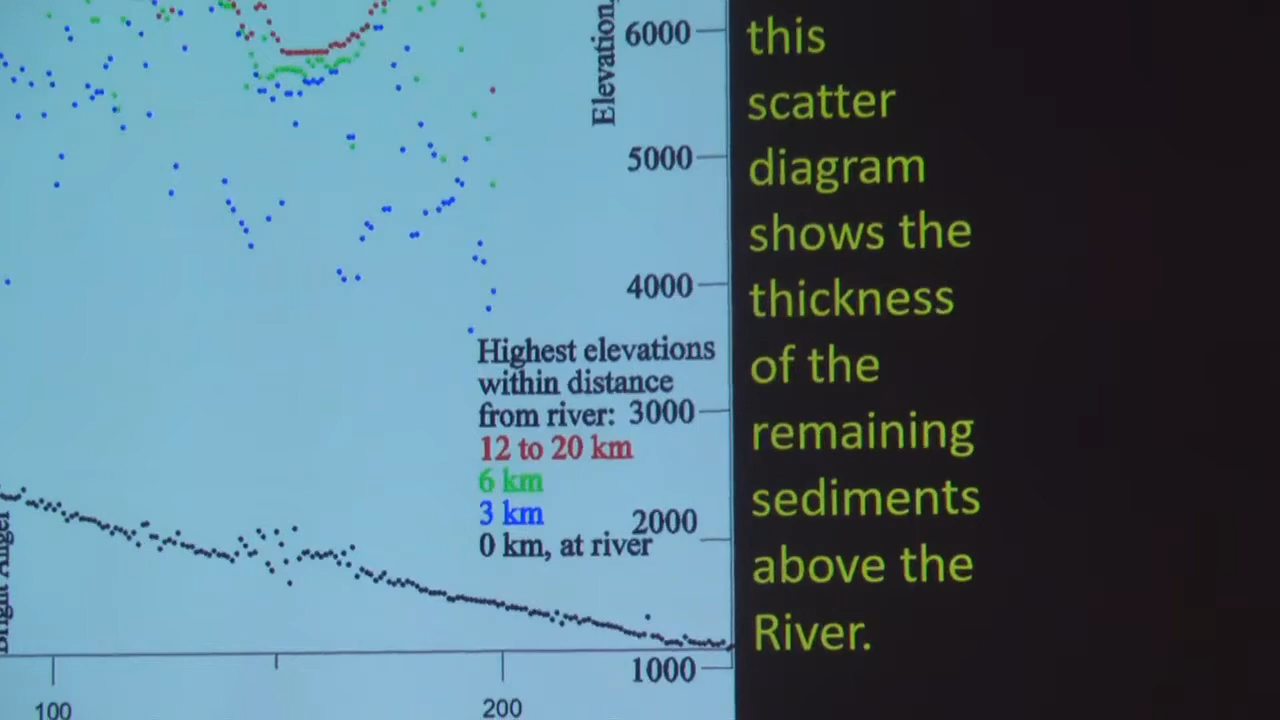 Elevation,
6000
5000
4000
3000
2000
1000
Highest elevations
within distance
from river:
12 to 20 km
6 km
3 km
0 km, at river
100
200
this
scatter
diagram
shows the
thickness
of the
remaining
sediments
above the
River.